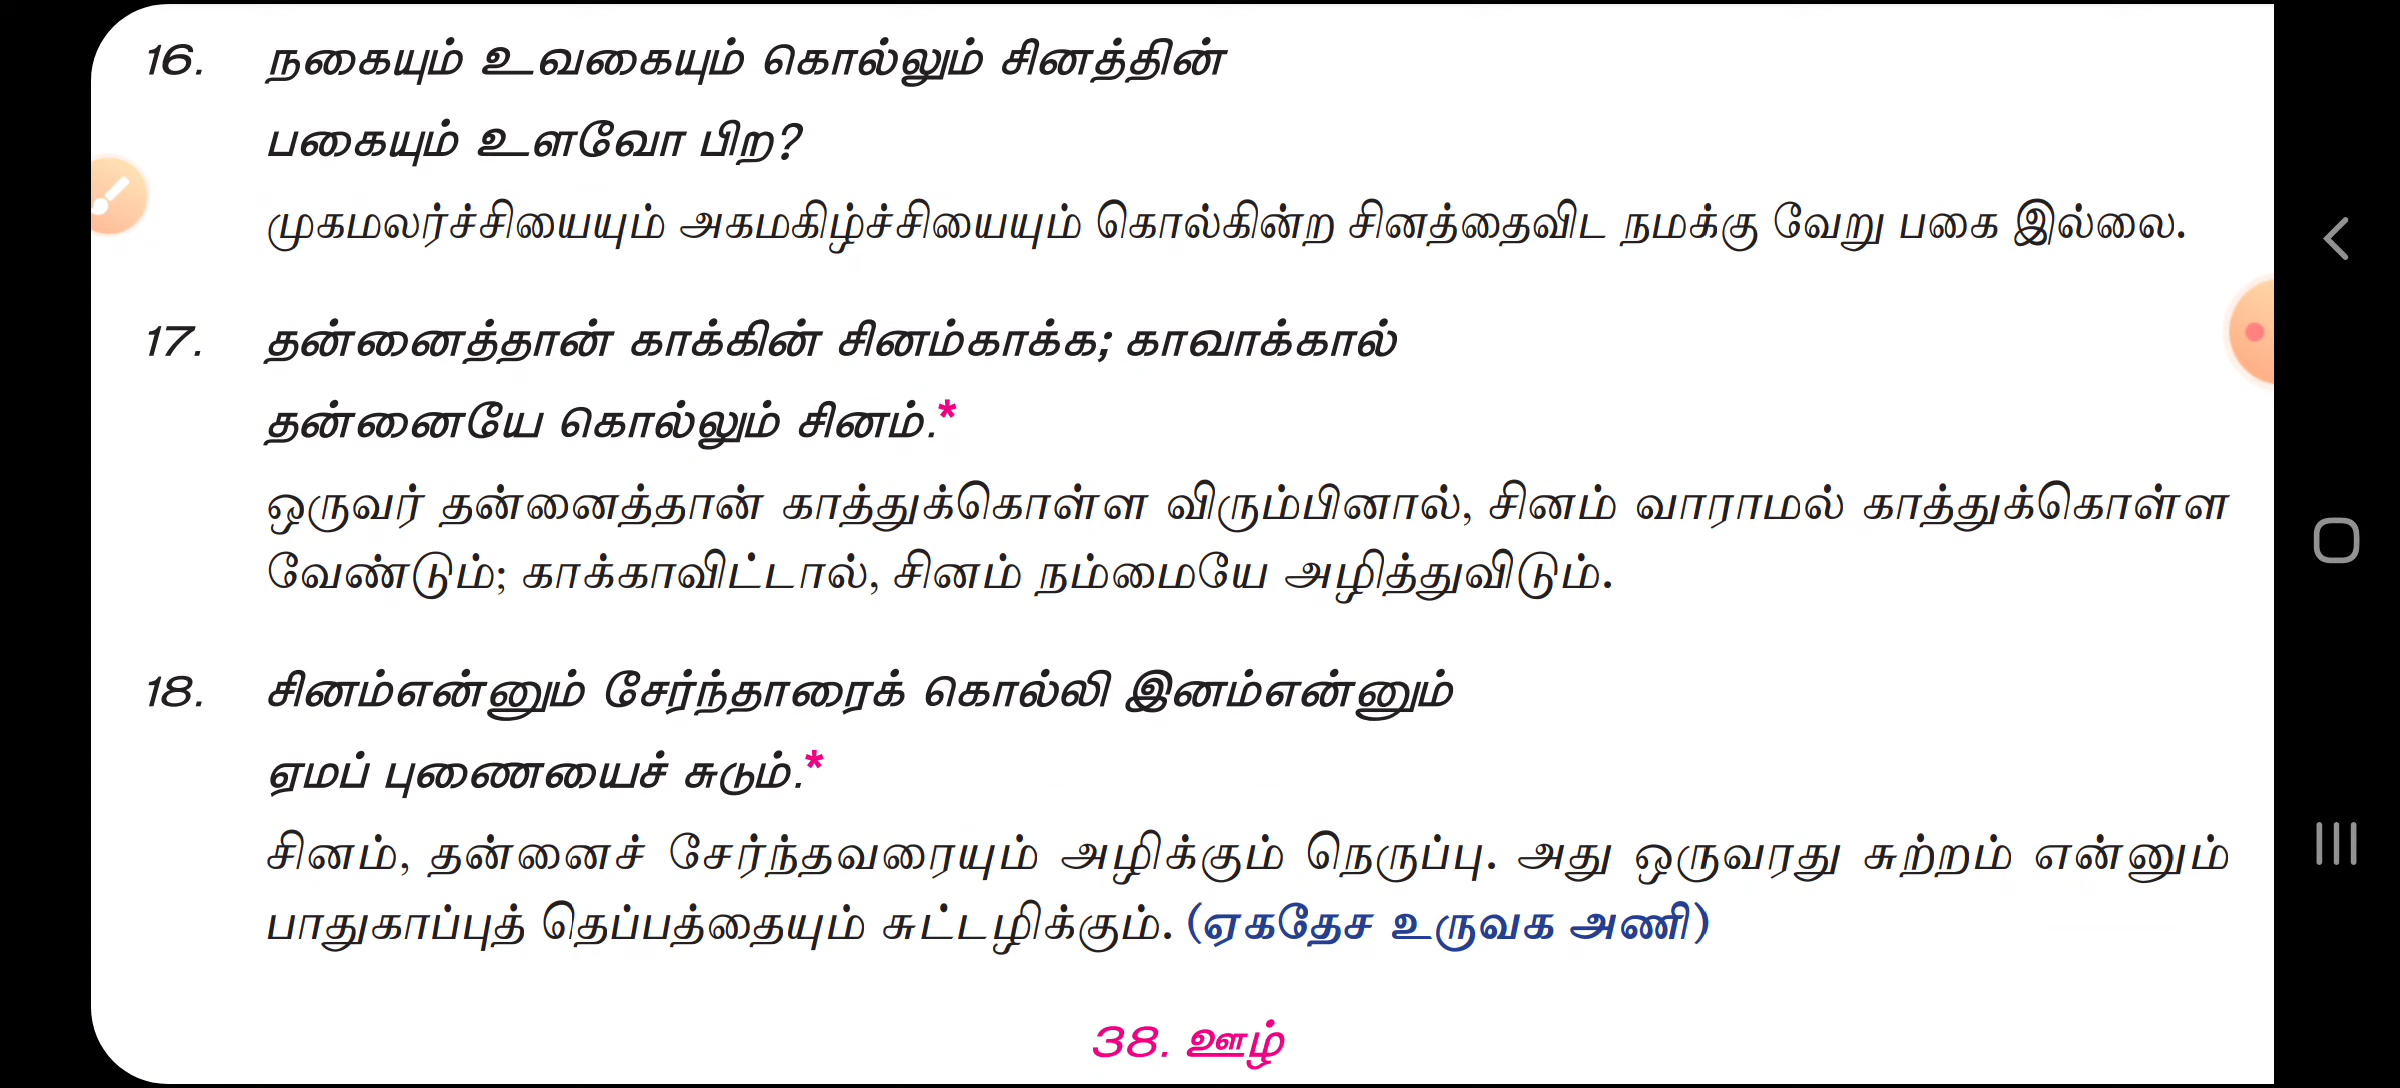 16. நகையும் உவகையும் கொல்லும் சினத்தின்
பகையும் உளவோ பிற?
முகமலர்ச்சியையும் அகமகிழ்ச்சியையும் கொல்கின்ற சினத்தைவிட நமக்கு வேறு பகை இல்லை.
17. தன்னைத்தான் காக்கின் சினம்காக்க; காவாக்கால்
தன்னையே கொல்லும் சினம்.*
ஒருவர் தன்னைத்தான் காத்துக்கொள்ள விரும்பினால், சினம் வாராமல் காத்துக்கொள்ள
வேண்டும்; காக்காவிட்டால், சினம் நம்மையே அழித்துவிடும்.
18. சினம்என்னும் சேர்ந்தாரைக் கொல்லி இனம்என்னும்
ஏமப் புணையைச் சுடும்.*
சினம், தன்னைச் சேர்ந்தவரையும் அழிக்கும் நெருப்பு. அது ஒருவரது சுற்றம் என்னும்
பாதுகாப்புத் தெப்பத்தையும் சுட்டழிக்கும். (ஏகதேச உருவக அணி)
38. ஊழ்